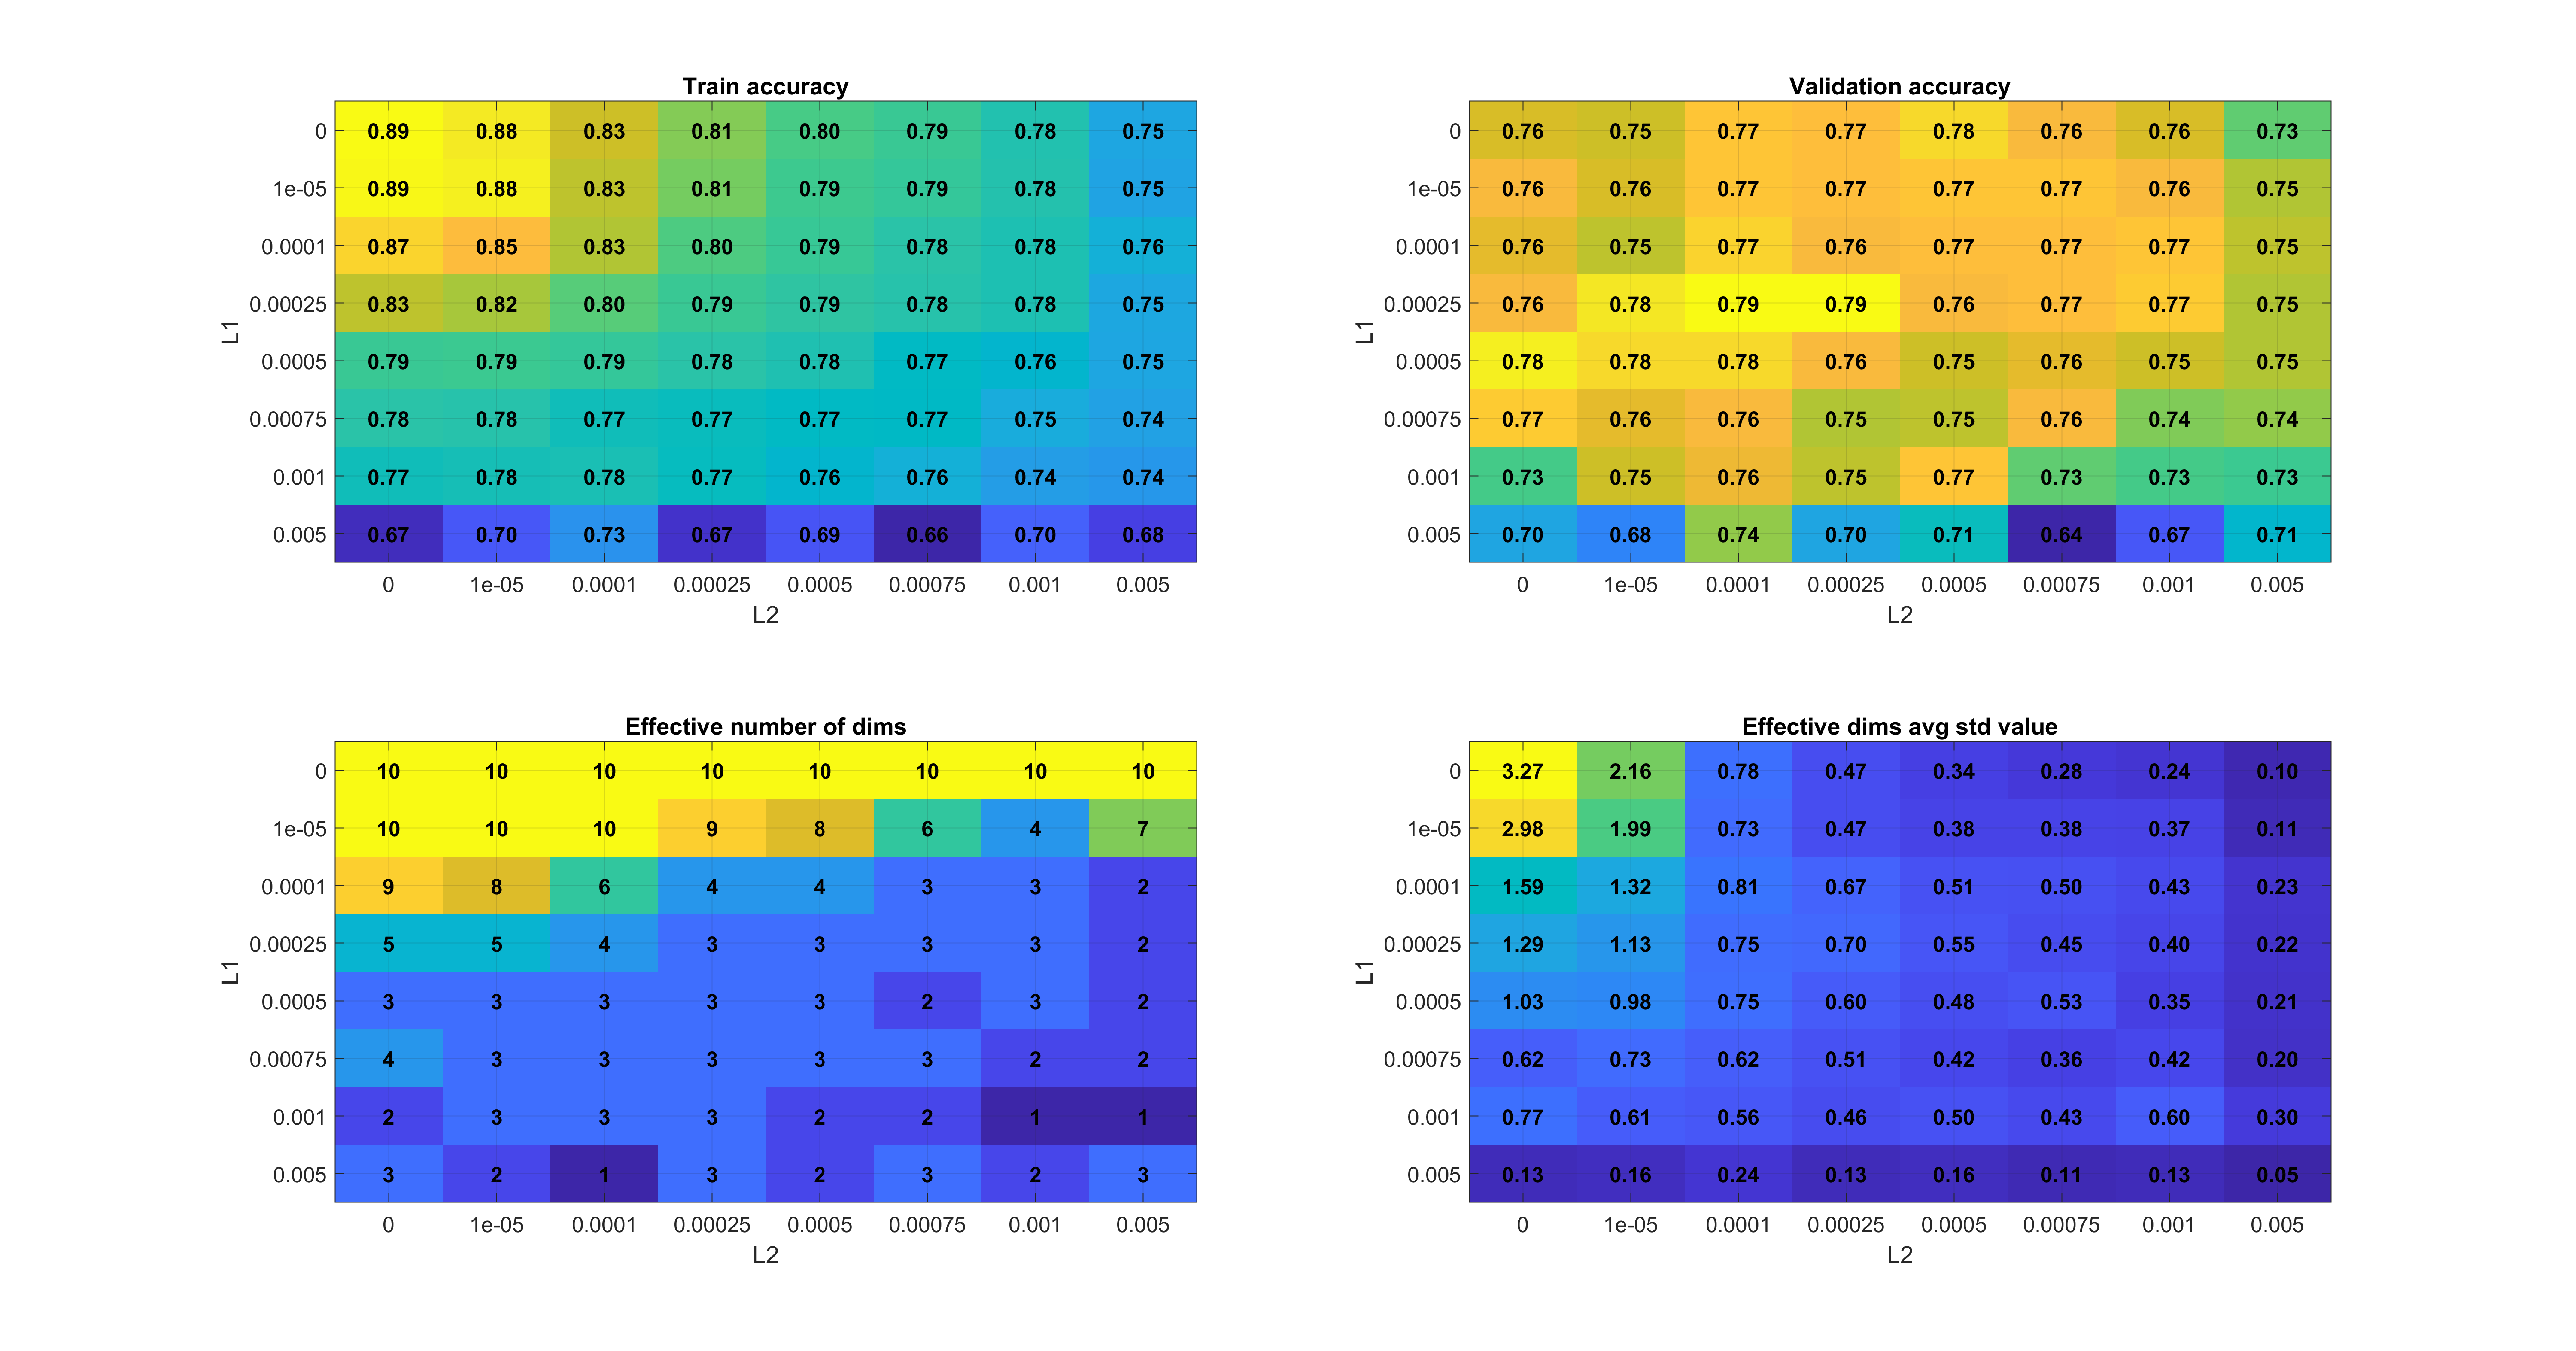 Train accuracy
0 0.89 0.88 0.83 0.81 0.80 0.79 0.78 0.75
1e-05 0.89 0.88 0.83 0.81 0.79 0.79 0.78 0.75
0.0001 0.87 0.85 0.83 0.80 0.79 0.78 0.78 0.76
0.00025 0.83 0.82 0.80 0.79 0.79 0.78 0.78 0.75
L1
0.0005 0.79 0.79 0.79 0.78 0.78 0.77 0.76 0.75
0.00075 0.78 0.78 0.77 0.77 0.77 0.77 0.75 0.74
0.001 0.77 0.78 0.78 0.77 0.76 0.76 0.74 0.74
0.005 0.67 0.70 0.73 0.67 0.69 0.66 0.70 0.68
0 1e-05 0.0001 0.00025 0.0005 0.00075 0.001 0.005
L2
Validation accuracy
0 0.76 0.75 0.77 0.77 0.78 0.76 0.76 0.73
1e-05 0.76 0.76 0.77 0.77 0.77 0.77 0.76 0.75
0.0001 0.76 0.75 0.77 0.76 0.77 0.77 0.77 0.75
0.00025 0.76 0.78 0.79 0.79 0.76 0.77 0.77 0.75
L1
0.0005 0.78 0.78 0.78 0.76 0.75 0.76 0.75 0.75
0.00075 0.77 0.76 0.76 0.75 0.75 0.76 0.74 0.74
0.001 0.73 0.75 0.76 0.75 0.77 0.73 0.73 0.73
0.005 0.70 0.68 0.74 0.70 0.71 0.64 0.67 0.71
0 1e-05 0.0001 0.00025 0.0005 0.00075 0.001 0.005
L2
Effective number of dims
0 10 10 10 10 10 10 10 10
1e-05 10 10 10 9 8 6 4 7
0.0001 9 8 6 4 4 3 3 2
0.00025 5 5 4 3 3 3 3 2
L1
0.0005 3 3 3 3 3 2 3 2
0.00075 4 3 3 3 3 3 2 2
0.001 2 3 3 3 2 2 1 1
0.005 3 2 1 3 2 3 2 3
0 1e-05 0.0001 0.00025 0.0005 0.00075 0.001 0.005
L2
Effective dims avg std value
0 3.27 2.16 0.78 0.47 0.34 0.28 0.24 0.10
1e-05 2.98 1.99 0.73 0.47 0.38 0.38 0.37 0.11
0.0001 1.59 1.32 0.81 0.67 0.51 0.50 0.43 0.23
0.00025 1.29 1.13 0.75 0.70 0.55 0.45 0.40 0.22
L1
0.0005 1.03 0.98 0.75 0.60 0.48 0.53 0.35 0.21
0.00075 0.62 0.73 0.62 0.51 0.42 0.36 0.42 0.20
0.001 0.77 0.61 0.56 0.46 0.50 0.43 0.60 0.30
0.005 0.13 0.16 0.24 0.13 0.16 0.11 0.13 0.05
0 1e-05 0.0001 0.00025 0.0005 0.00075 0.001 0.005
L2